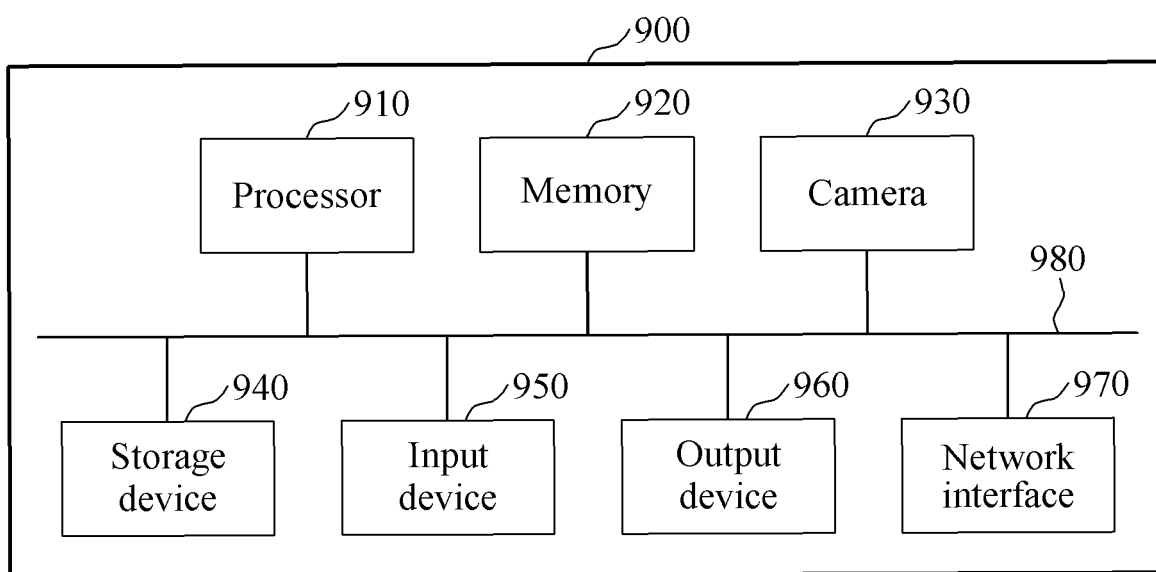 900
910
920
930
Processor
Memory
Camera
980
940
950
960
970
Storage
device
Input
device
Output
device
Network
interface